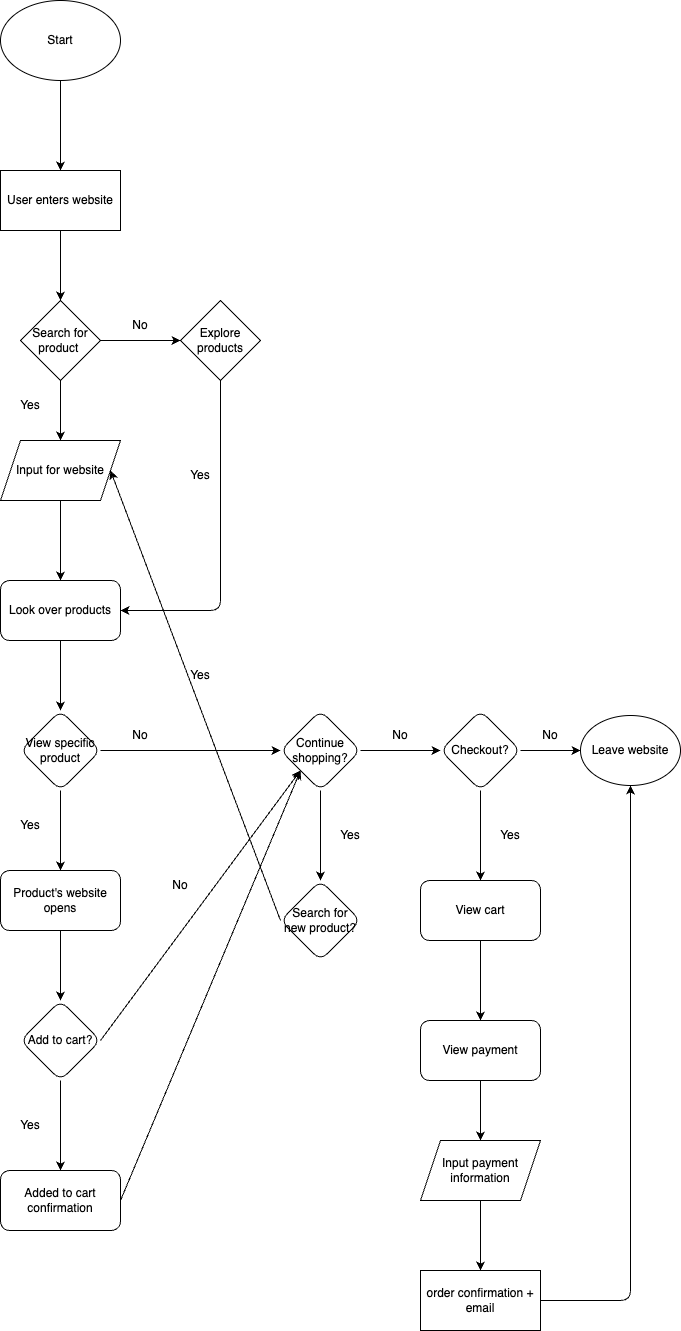 Start
User enters website
Search for
product
No
Explore
products
Yes
Input for website
Yes
Look over products
Yes
View specific
product
No
Continue
shopping?
No
Checkout?
No
Leave website
Yes
Yes
Yes
Product's website
opens
No
Search for
new product?
View cart
Add to cart?
View payment
Yes
Added to cart
confirmation
Input payment
information
order confirmation +
email